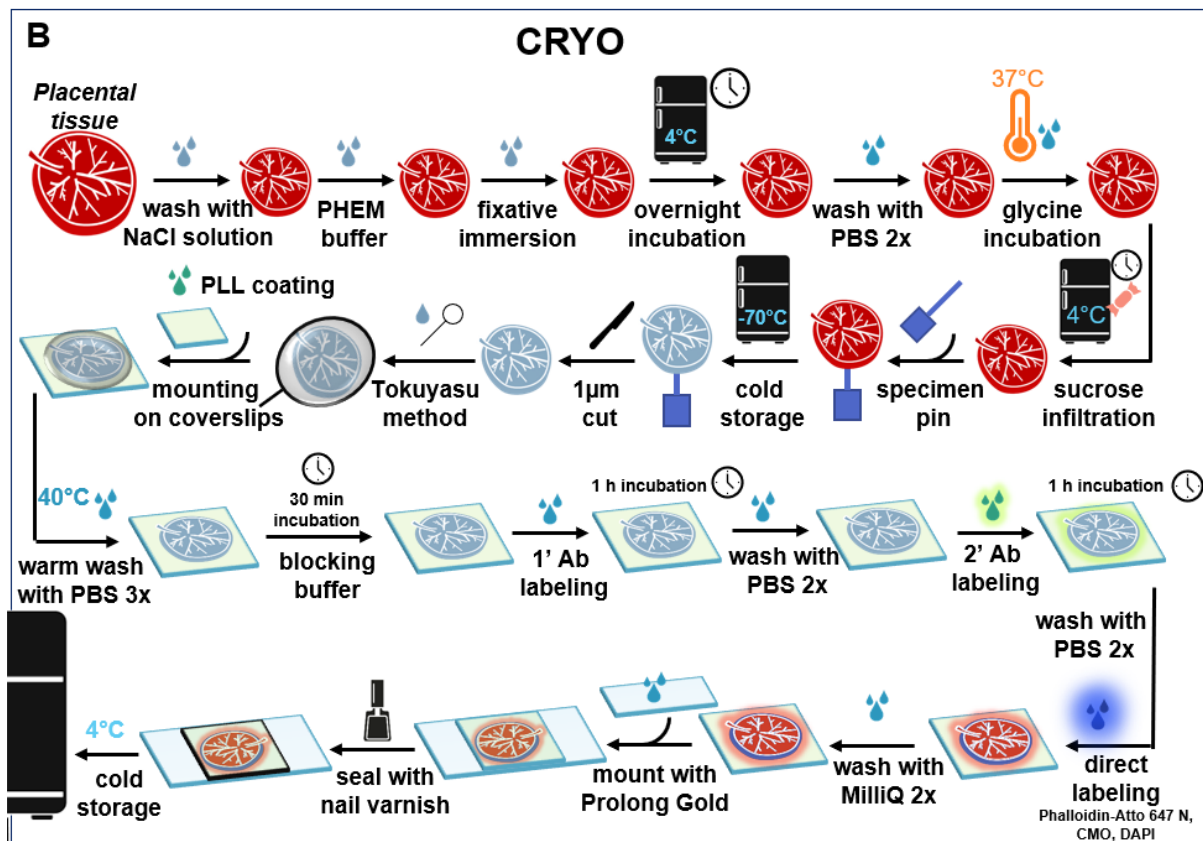 B
CRYO
Placental
tissue
wash with
NaCl solution
PHEM
buffer
fixative
immersion
4°C
overnight
incubation
wash with
PBS 2x
37°C
glycine
incubation
4°C
sucrose
infiltration
specimen
pin
-70°C
cold
storage
1µm
cut
Tokuyasu
method
PLL coating
mounting
on coverslips
40°C
warm wash
with PBS 3x
30 min
incubation
blocking
buffer
1' Ab
labeling
1 h incubation
wash with
PBS 2x
2' Ab
labeling
1 h incubation
wash with
PBS 2x
direct
labeling
Phalloidin-Atto 647 N,
CMO, DAPI
wash with
MilliQ 2x
mount with
Prolong Gold
seal with
nail varnish
4°C
cold
storage